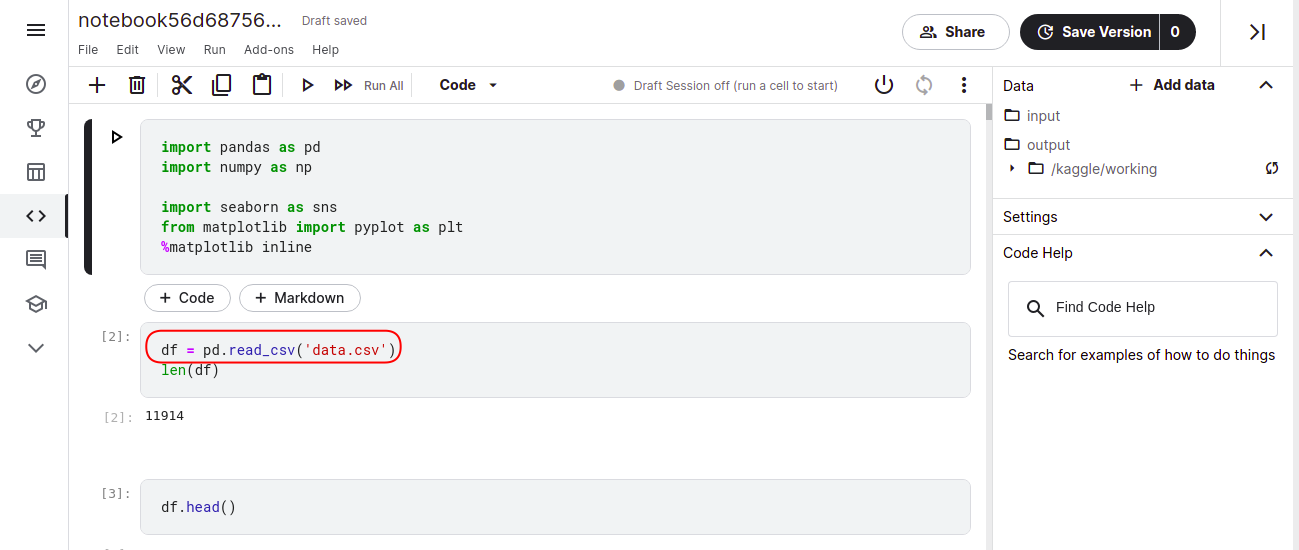 notebook56d68756...
Draft saved
File Edit View Run Add-ons Help
Share
Save Version 0
Run All
Code
Draft Session off (run a cell to start)
import pandas as pd
import numpy as np
import seaborn as sns
from matplotlib import pyplot as plt
%matplotlib inline
+ Code
+ Markdown
[2]:
df = pd.read_csv('data.csv')
len(df)
[2]:
11914
[3]:
df.head()
Data
+ Add data
input
output
/kaggle/working
Settings
Code Help
Find Code Help
Search for examples of how to do things